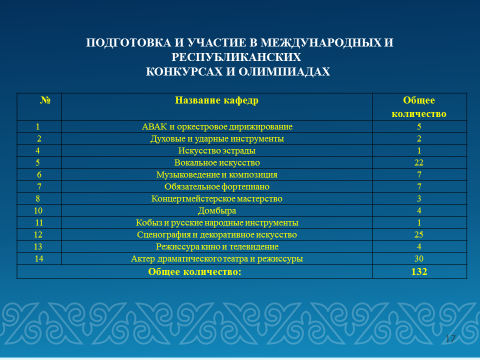 ПОДГОТОВКА И УЧАСТИЕ В МЕЖДУНАРОДНЫХ И
РЕСПУБЛИКАНСКИХ
КОНКУРСАХ И ОЛИМПИАДАХ
№ Название кафедр Общее количество
1 АВАК и оркестровое дирижирование 5
2 Духовые и ударные инструменты 2
4 Искусство эстрады 1
5 Вокальное искусство 22
6 Музыковедение и композиция 7
7 Обязательное фортепиано 7
8 Концертмейстерское мастерство 3
10 Домбыра 4
11 Кобыз и русские народные инструменты 1
12 Сценография и декоративное искусство 25
13 Режиссура кино и телевидение 4
14 Актер драматического театра и режиссуры 30
Общее количество: 132
17